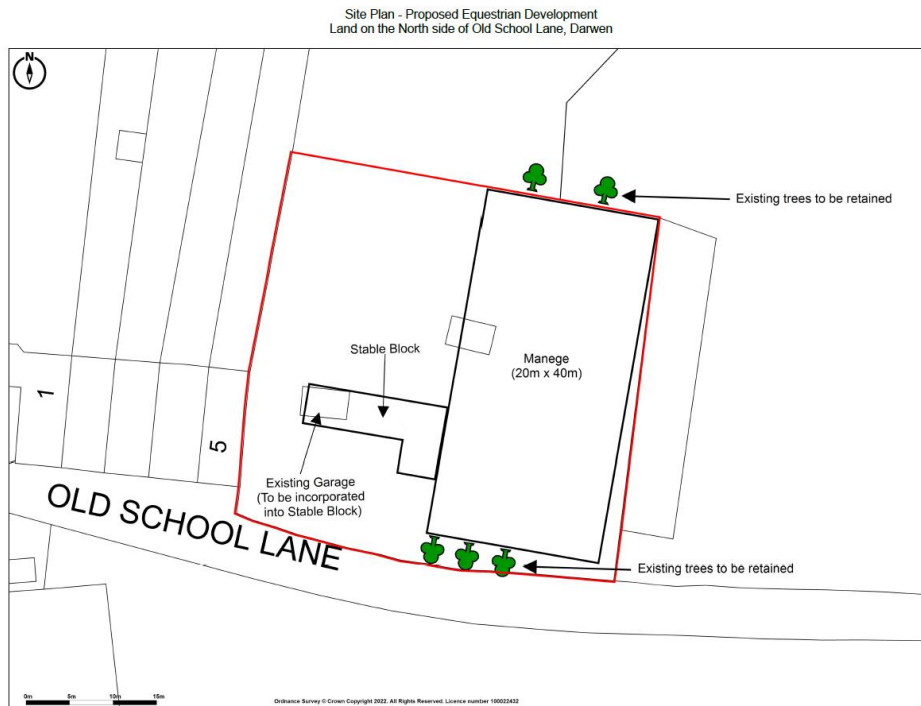 Site Plan - Proposed Equestrian Development
Land on the North side of Old School Lane, Darwen
N
Existing trees to be retained
Stable Block
Manege
(20m x 40m)
1
5
Existing Garage
(To be incorporated
into Stable Block)
OLD SCHOOL LANE
Existing trees to be retained
0m 5m 10m 15m
Ordnance Survey © Crown Copyright 2022. All Rights Reserved. Licence number 100022432